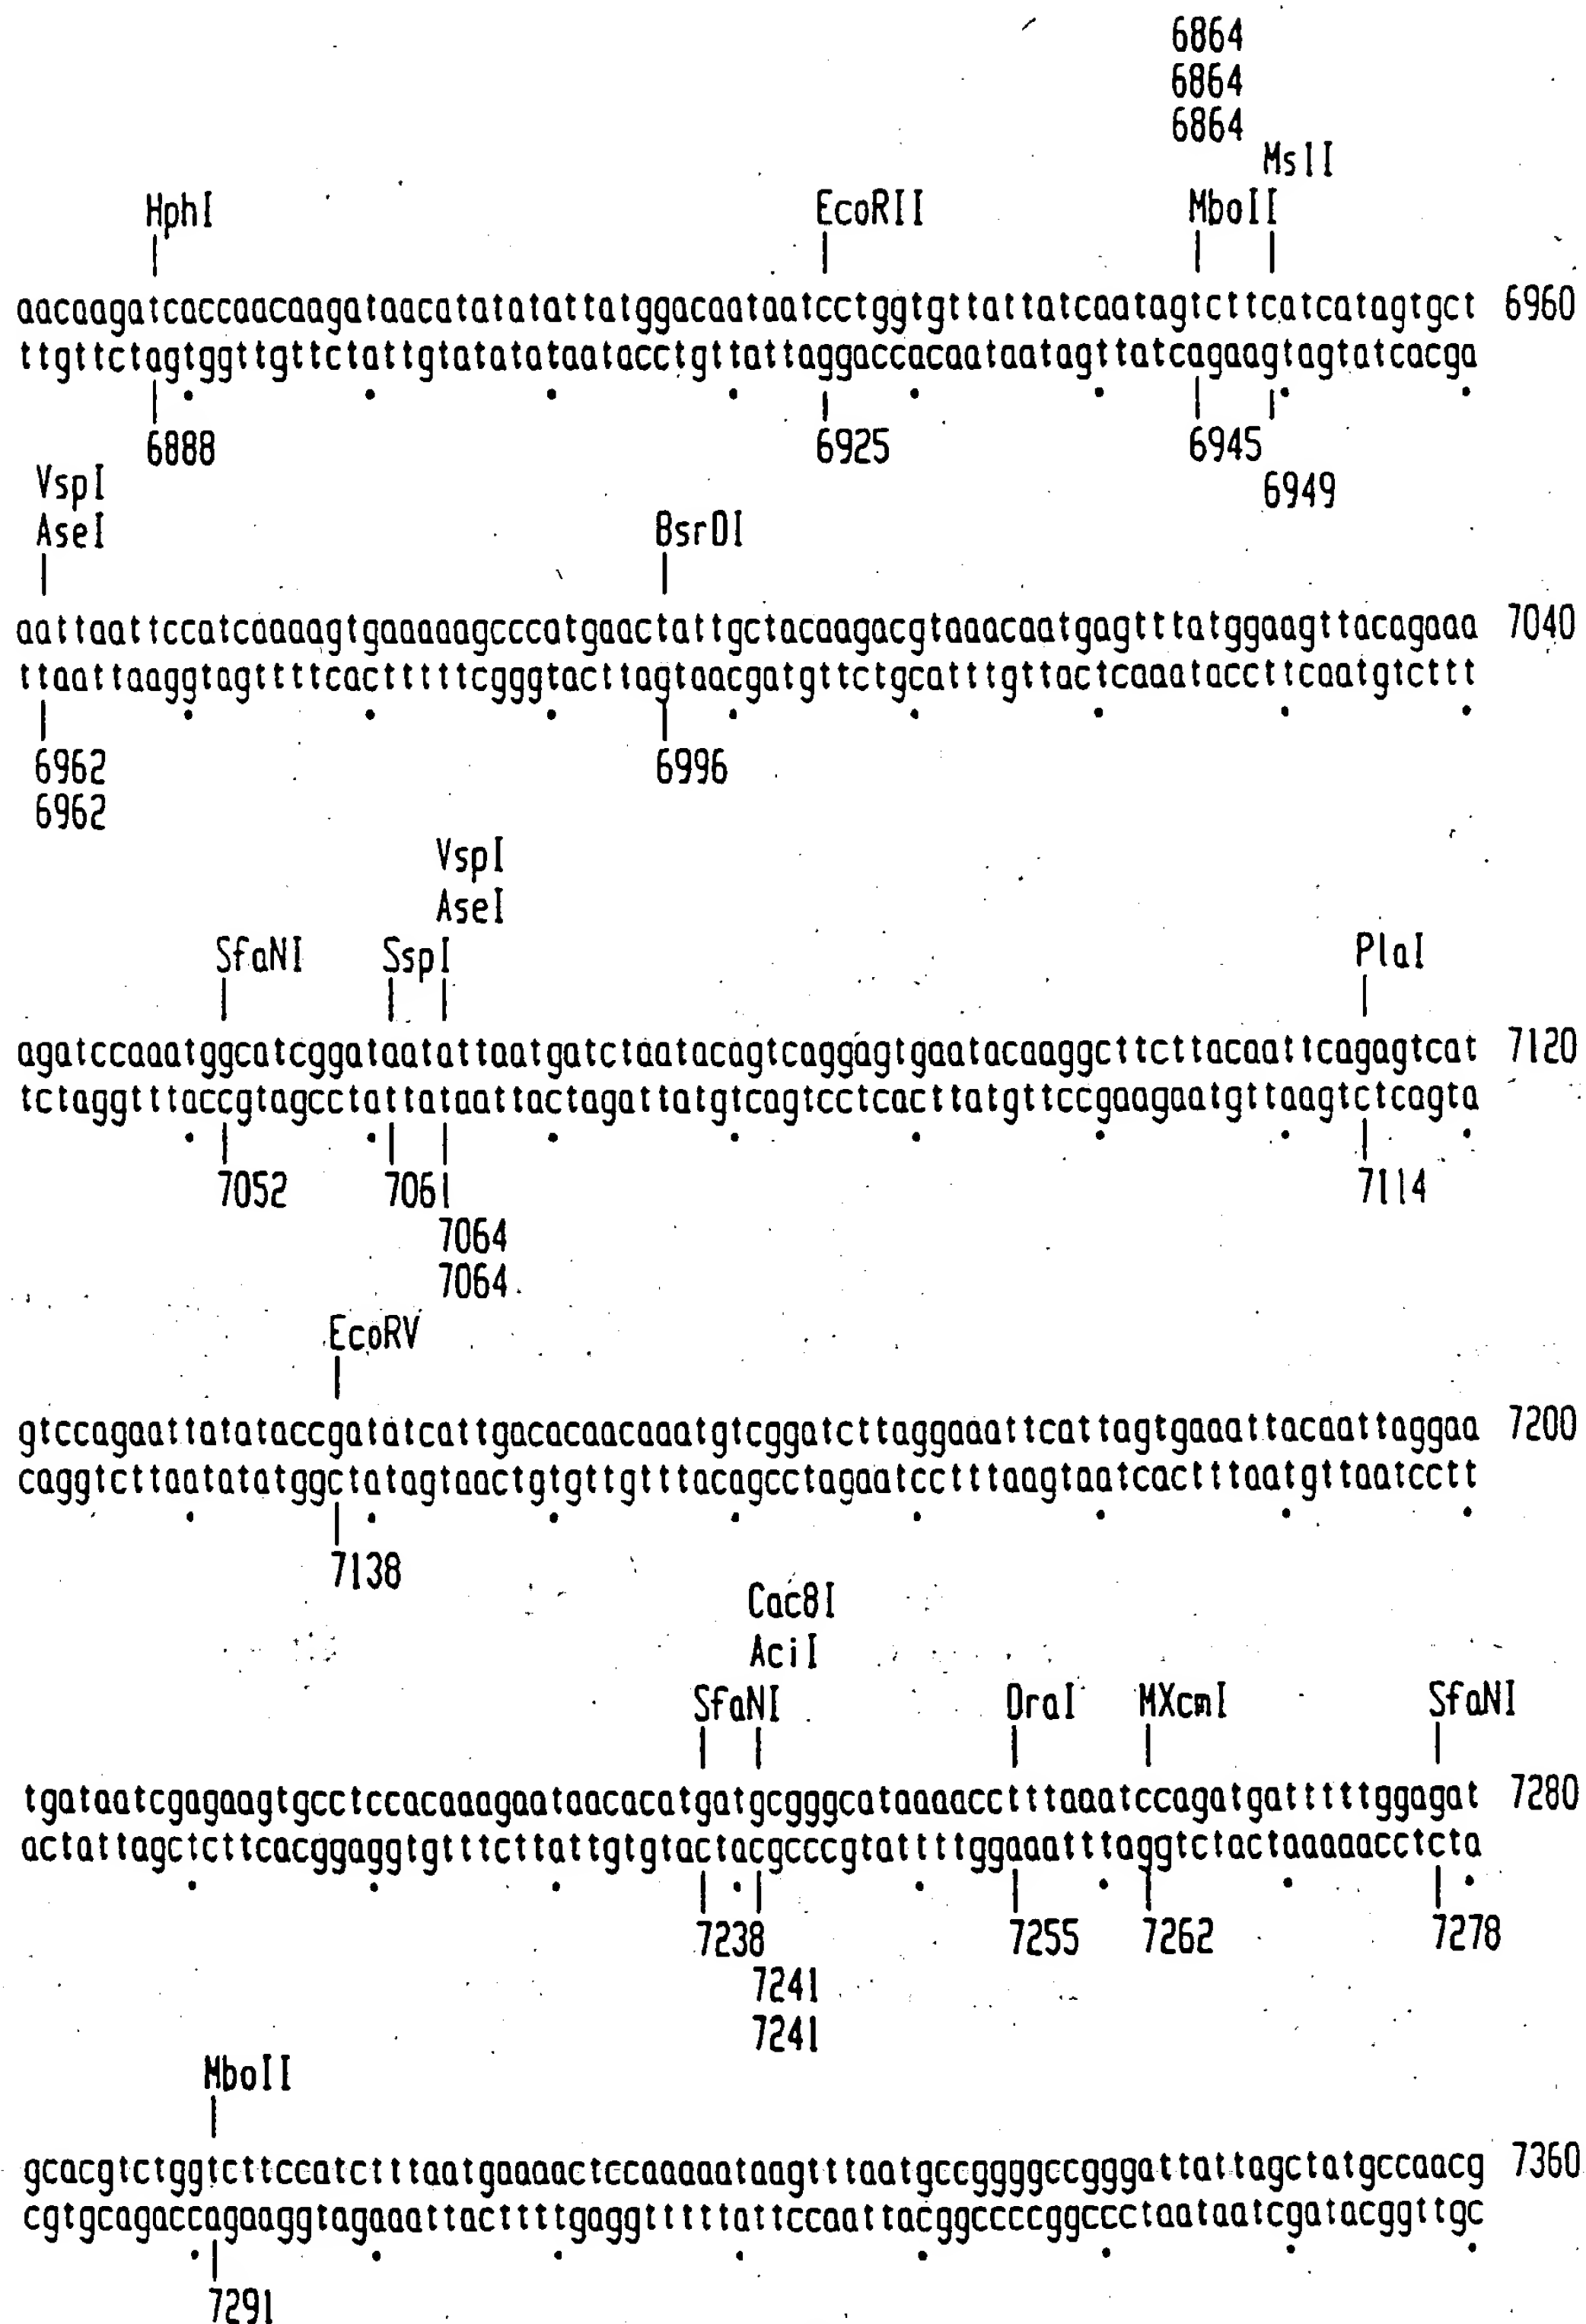 6864
6864
6864
MslI
HphI EcoRII MboII
aacaagatcaccaacaagataacatatatattatggacaataatcctggtgttattatcaatagtcttcatcatagtgct 6960
ttgttctagtggttgttctattgtatatataatacctgttattaggaccacaataatagttatcagaagtagtatcacga
6888 6925 6945
6949
VspI
AseI BsrDI
aattaattccatcaaaagtgaaaaagcccatgaactattgctacaagacgtaaacaatgagtttatggaagttacagaaa 7040
ttaattaaggtagttttcactttttcgggtacttagtaacgatgttctgcatttgttactcaaataccttcaatgtcttt
6962 6996
6962
VspI
AseI
SfaNI SspI PlaI
agatccaaatggcatcggataatattaatgatctaatacagtcaggagtgaatacaaggcttcttacaattcagagtcat 7120
tctaggtttaccgtagcctattataattactagattatgtcagtcctcacttatgttccgaagaatgttaagtctcagta
7052 7061 7114
7064
7064
EcoRV
gtccagaattatataccgatatcattgacacaacaaatgtcggatcttaggaaattcattagtgaaattacaattaggaa 7200
caggtcttaatatatggctatagtaactgtgttgtttacagcctagaatcctttaagtaatcactttaatgttaatcctt
7138
Cac8I
AciI
SfaNI DraI MXcmI SfaNI
tgataatcgagaagtgcctccacaaagaataacacatgatgcgggcataaaacctttaaatccagatgatttttggagat 7280
actattagctcttcacggaggtgtttcttattgtgtactacgcccgtattttggaaatttaggtctactaaaaacctcta
7238 7255 7262 7278
7241
7241
MboII
gcacgtctggtcttccatctttaatgaaaactccaaaaataagtttaatgccggggccgggattattagctatgccaacg 7360
cgtgcagaccagaaggtagaaattacttttgaggtttttattccaattacggccccggccctaataatcgatacggttgc
7291